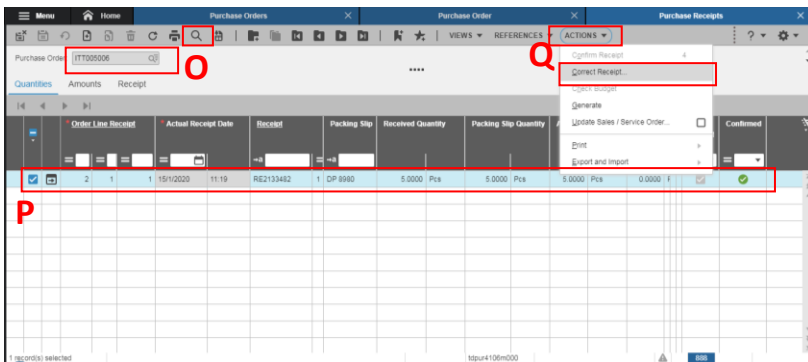 Menu Home Purchase Orders Purchase Order Purchase Receipts
VIEWS REFERENCES ACTIONS
Purchase Order ITT005006
O
Q
Confirm Receipt 4
Correct Receipt...
Check Budget
Generate
Update Sales / Service Order...
Print
Export and Import
Quantities Amounts Receipt
* Order Line Receipt * Actual Receipt Date Receipt Packing Slip Received Quantity Packing Slip Quantity Confirmed
2 1 1 15/1/2020 11:19 RE2133482 1 DP 8980 5.0000 Pcs 5.0000 Pcs 5.0000 Pcs 0.0000
P
1 record(s) selected tdpur4106m000 888